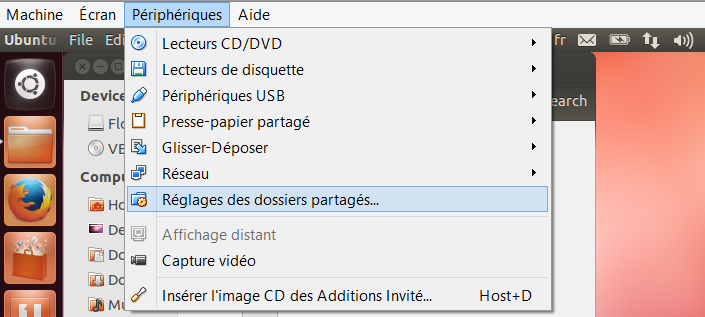 Machine Écran Périphériques Aide
Ubuntu File Edi
fr
Lecteurs CD/DVD
Lecteurs de disquette
Périphériques USB
Presse-papier partagé
Glisser-Déposer
Réseau
Réglages des dossiers partagés...
Affichage distant
Capture vidéo
Insérer l'image CD des Additions Invité... Host+D
Device
Flo
VB
Compu
Ho
De
Do
Do
Mu
earch